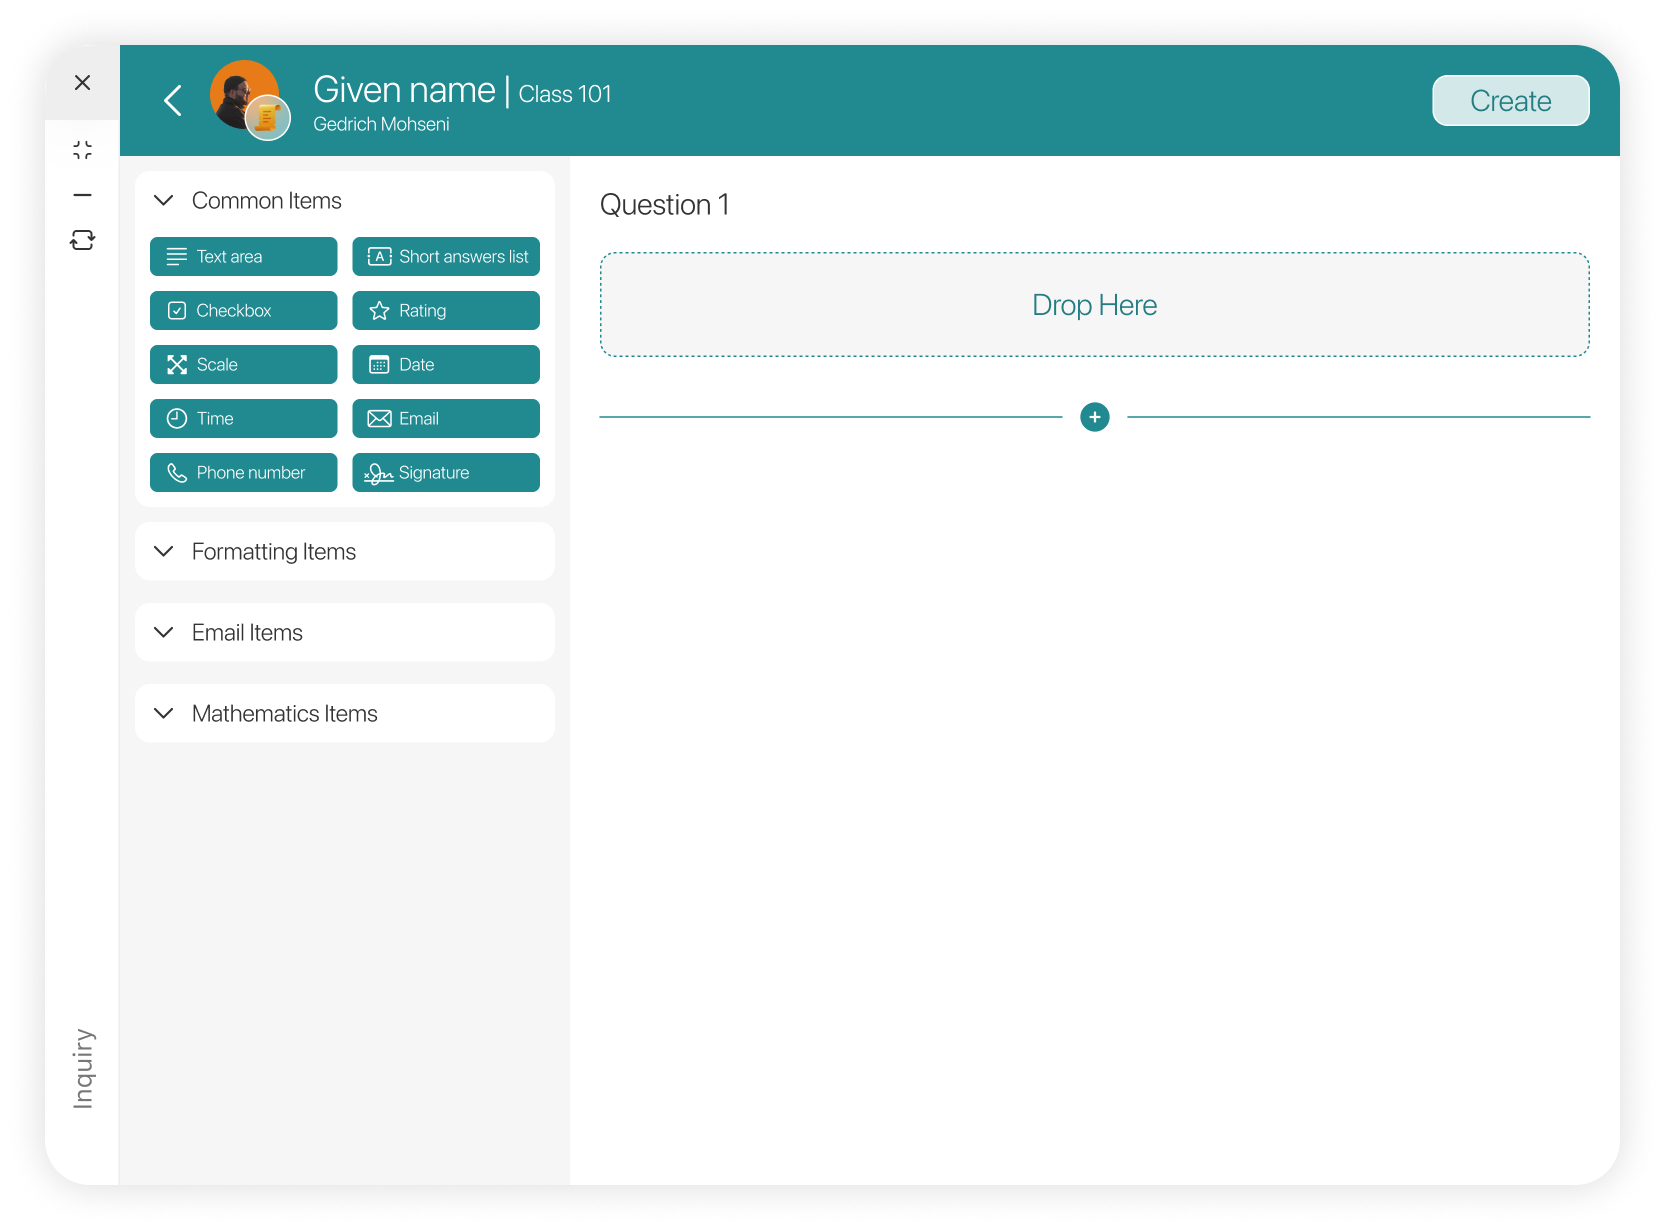 Given name | Class 101
Gedrich Mohseni
Create
Common Items
Text area
Short answers list
Checkbox
Rating
Scale
Date
Time
Email
Phone number
Signature
Formatting Items
Email Items
Mathematics Items
Question 1
Drop Here
Inquiry